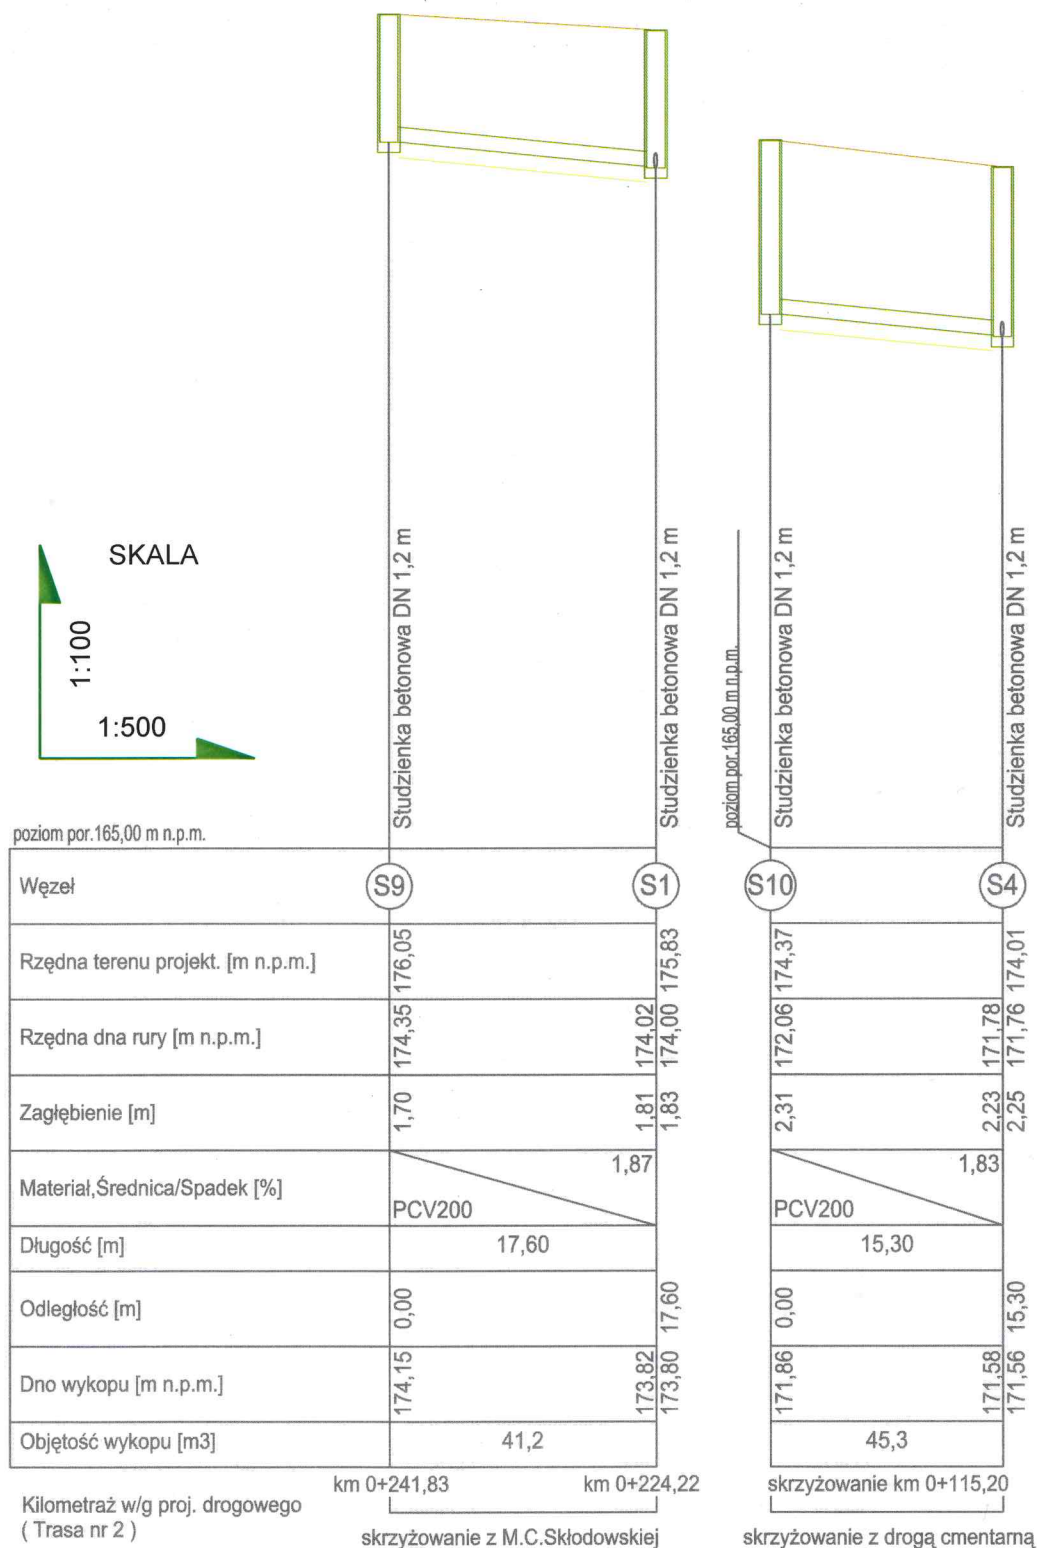 SKALA
1:100
1:500
Studzienka betonowa DN 1,2 m
Studzienka betonowa DN 1,2 m
poziom por.165,00 m n.p.m.
Studzienka betonowa DN 1,2 m
Studzienka betonowa DN 1,2 m
poziom por.165,00 m n.p.m.
Węzeł S9 S1 S10 S4
Rzędna terenu projekt. [m n.p.m.] 176,05 175,83 174,37 174,01
Rzędna dna rury [m n.p.m.] 174,35 174,02 174,00 172,06 171,78 171,76
Zagłębienie [m] 1,70 1,81 1,83 2,31 2,23 2,25
Materiał,Średnica/Spadek [%] PCV200 1,87 PCV200 1,83
Długość [m] 17,60 15,30
Odległość [m] 0,00 17,60 0,00 15,30
Dno wykopu [m n.p.m.] 174,15 173,82 173,80 171,86 171,58 171,56
Objętość wykopu [m3] 41,2 45,3
km 0+241,83 km 0+224,22 skrzyżowanie km 0+115,20
Kilometraż w/g proj. drogowego
( Trasa nr 2 )
skrzyżowanie z M.C.Skłodowskiej skrzyżowanie z drogą cmentarną